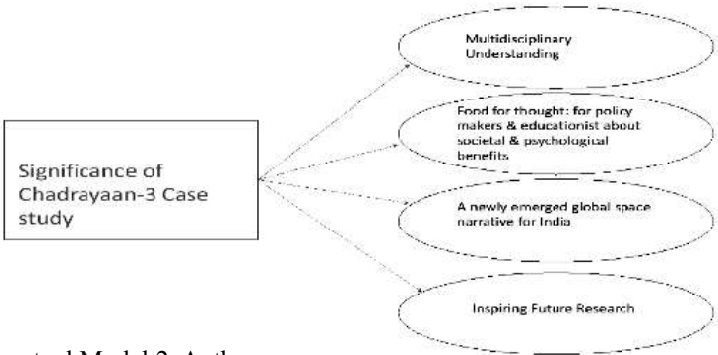 Multidisciplinary
Understanding
Food for thought: for policy
makers & educationist about
societal & psychological
benefits
Significance of
Chadrayaan-3 Case
study
A newly emerged global space
narrative for India
Inspiring Future Research